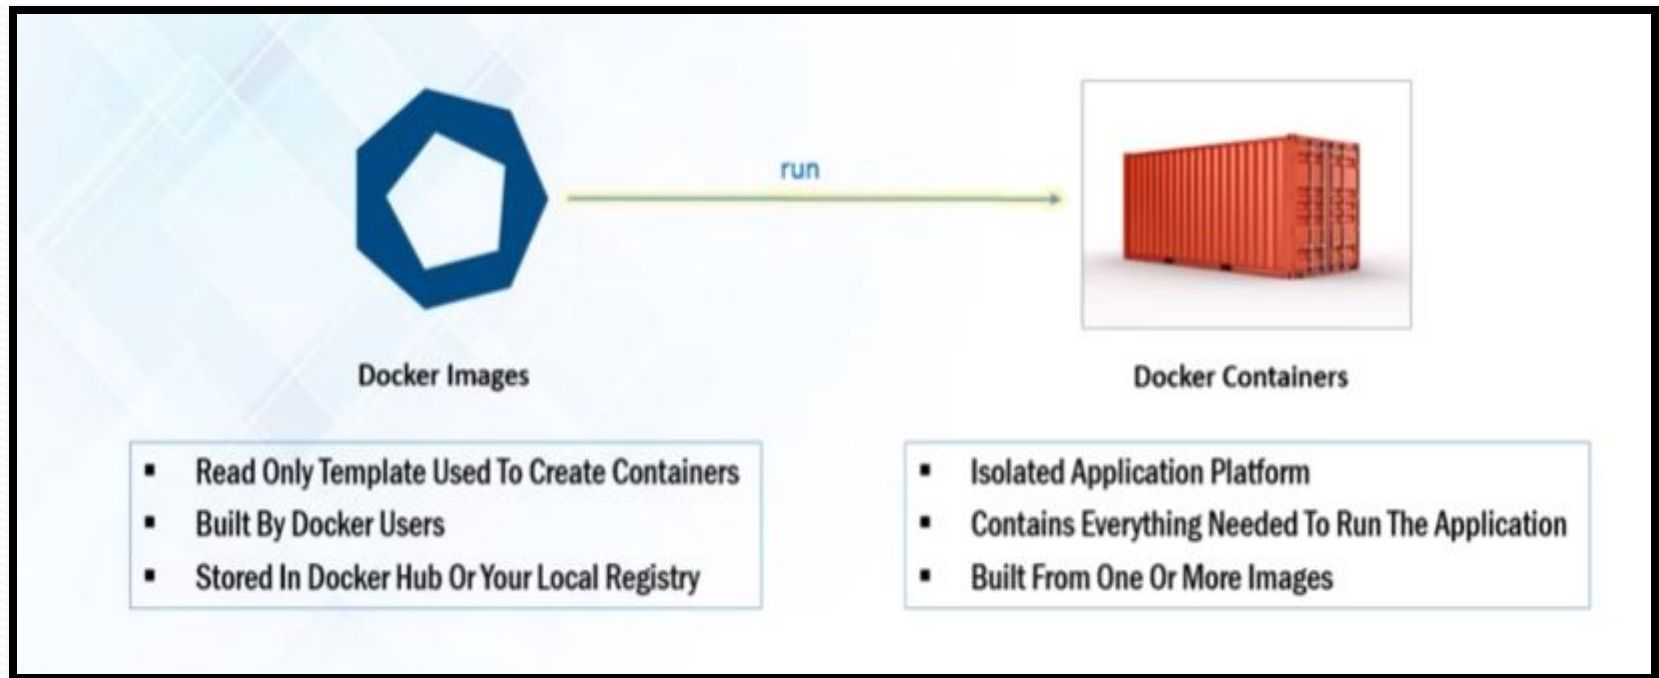 run
Docker Images
Docker Containers
Read Only Template Used To Create Containers
Built By Docker Users
Stored In Docker Hub Or Your Local Registry
Isolated Application Platform
Contains Everything Needed To Run The Application
Built From One Or More Images